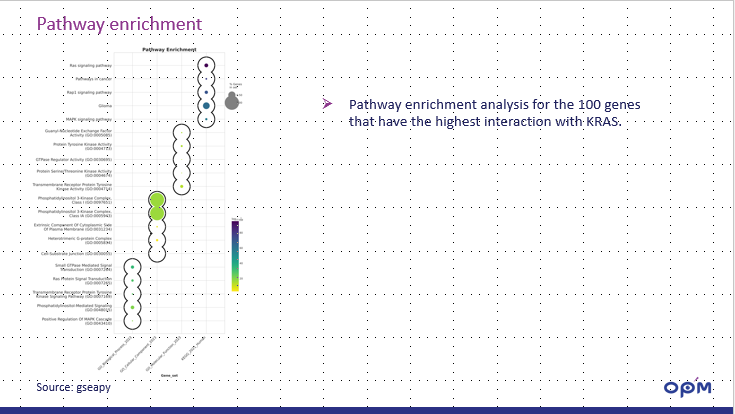 Pathway enrichment
Pathway Enrichment
Ras signaling pathway
Pathways in cancer
Rap1 signaling pathway
Glioma
MAPK signaling pathway
Guanyl-Nucleotide Exchange Factor
Activity (GO:0005085)
Protein Tyrosine Kinase Activity
(GO:0004713)
GTPase Regulator Activity (GO:0030695)
Protein Serine/Threonine Kinase Activity
(GO:0004674)
Transmembrane Receptor Protein Tyrosine
Kinase Activity (GO:0004714)
Phosphatidylinositol 3-Kinase Complex,
Class I (GO:0097651)
Phosphatidylinositol 3-Kinase Complex,
Class IA (GO:0005943)
Extrinsic Component Of Cytoplasmic Side
Of Plasma Membrane (GO:0031234)
Heterotrimeric G-protein Complex
(GO:0005834)
Cell-Substrate Junction (GO:0030055)
Small GTPase Mediated Signal
Transduction (GO:0007264)
Ras Protein Signal Transduction
(GO:0007265)
Transmembrane Receptor Protein Tyrosine
Kinase Signaling Pathway (GO:0007169)
Phosphatidylinositol-Mediated Signaling
(GO:0048015)
Positive Regulation Of MAPK Cascade
(GO:0043410)
Gene_set
➤ Pathway enrichment analysis for the 100 genes
that have the highest interaction with KRAS.
Source: gseapy
OPM